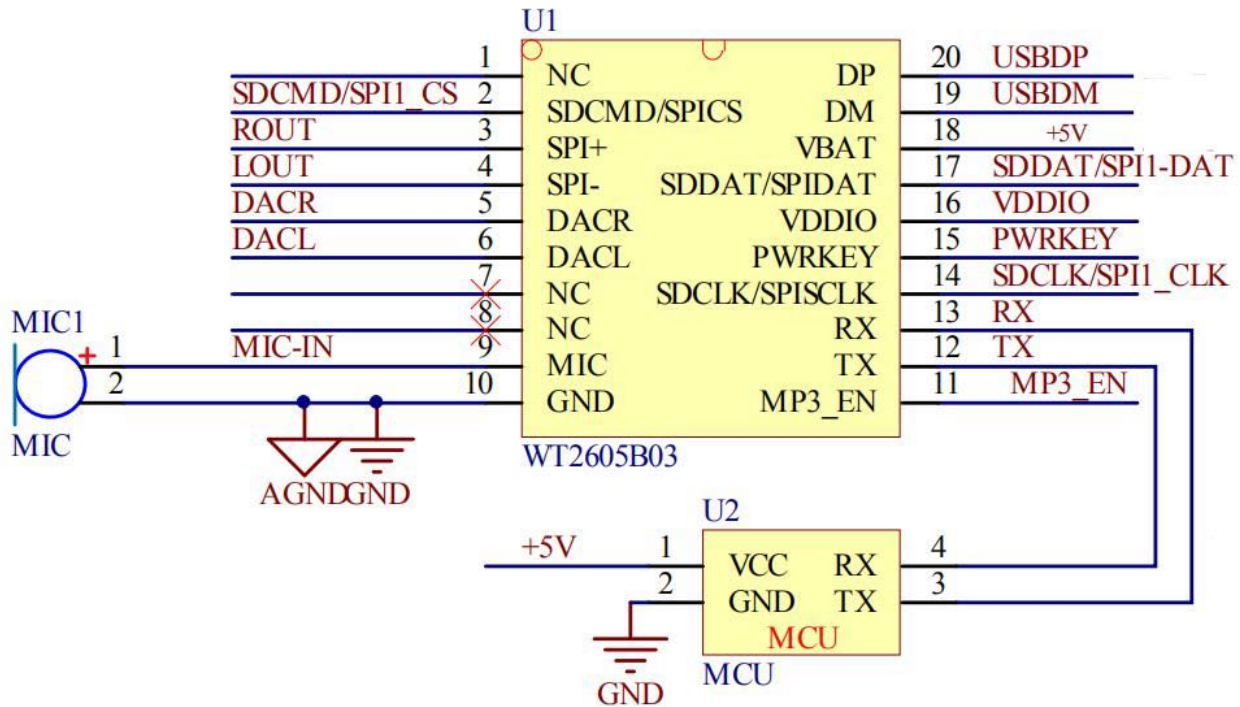 U1
1 NC DP 20 USBDP
SDCMD/SPI1_CS 2 SDCMD/SPICS DM 19 USBDM
ROUT 3 SPI+ VBAT 18 +5V
LOUT 4 SPI- SDDAT/SPIDAT 17 SDDAT/SPI1-DAT
DACR 5 DACR VDDIO 16 VDDIO
DACL 6 DACL PWRKEY 15 PWRKEY
7 NC SDCLK/SPISCLK 14 SDCLK/SPI1_CLK
8 NC RX 13 RX
MIC1 + 1 MIC-IN 9 MIC TX 12 TX
2 10 GND MP3_EN 11 MP3_EN
MIC
WT2605B03
AGND GND
U2
+5V 1 VCC RX 4
2 GND TX 3
MCU
MCU
GND